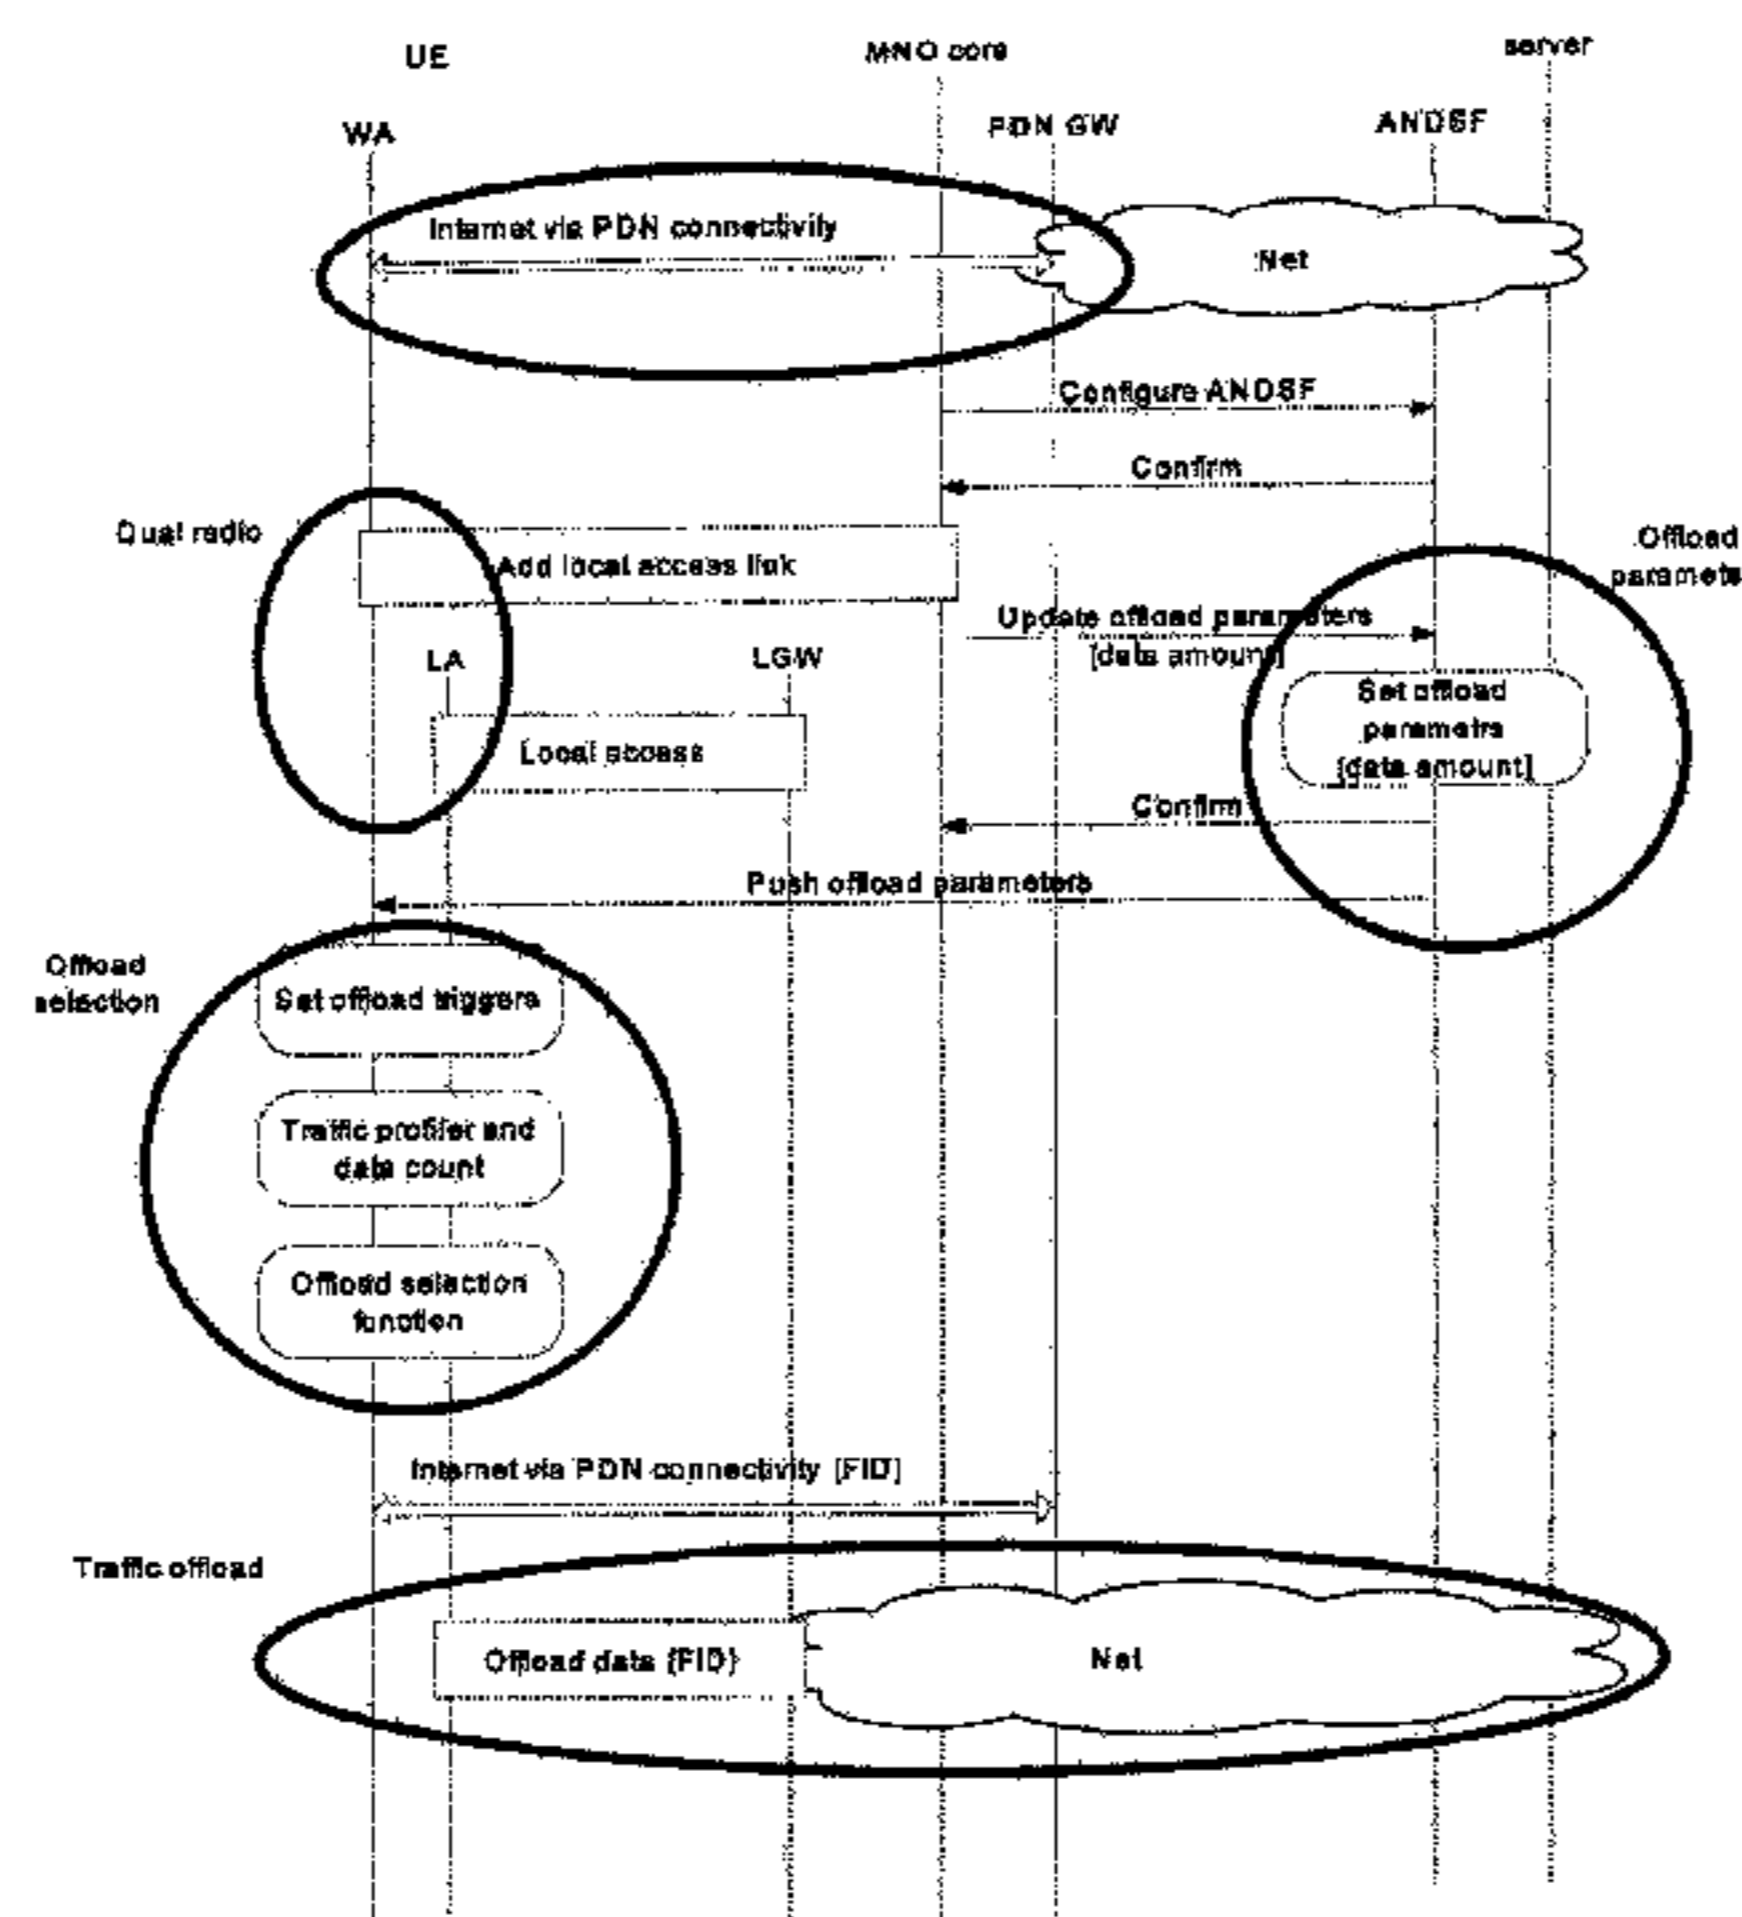 UE
MNO core
server
WA
PDN GW
ANDSF
Internet via PDN connectivity
Net
Configure ANDSF
Confirm
Dual radio
Add local access link
Offload
paramets
Update offload parameters
[data amount]
LA
LGW
Set offload
parametrs
[data amount]
Local access
Confirm
Push offload parameters
Offload
selection
Set offload triggers
Traffic profiler and
data count
Offload selection
function
Internet via PDN connectivity [FID]
Traffic offload
Offload data [FID]
Net